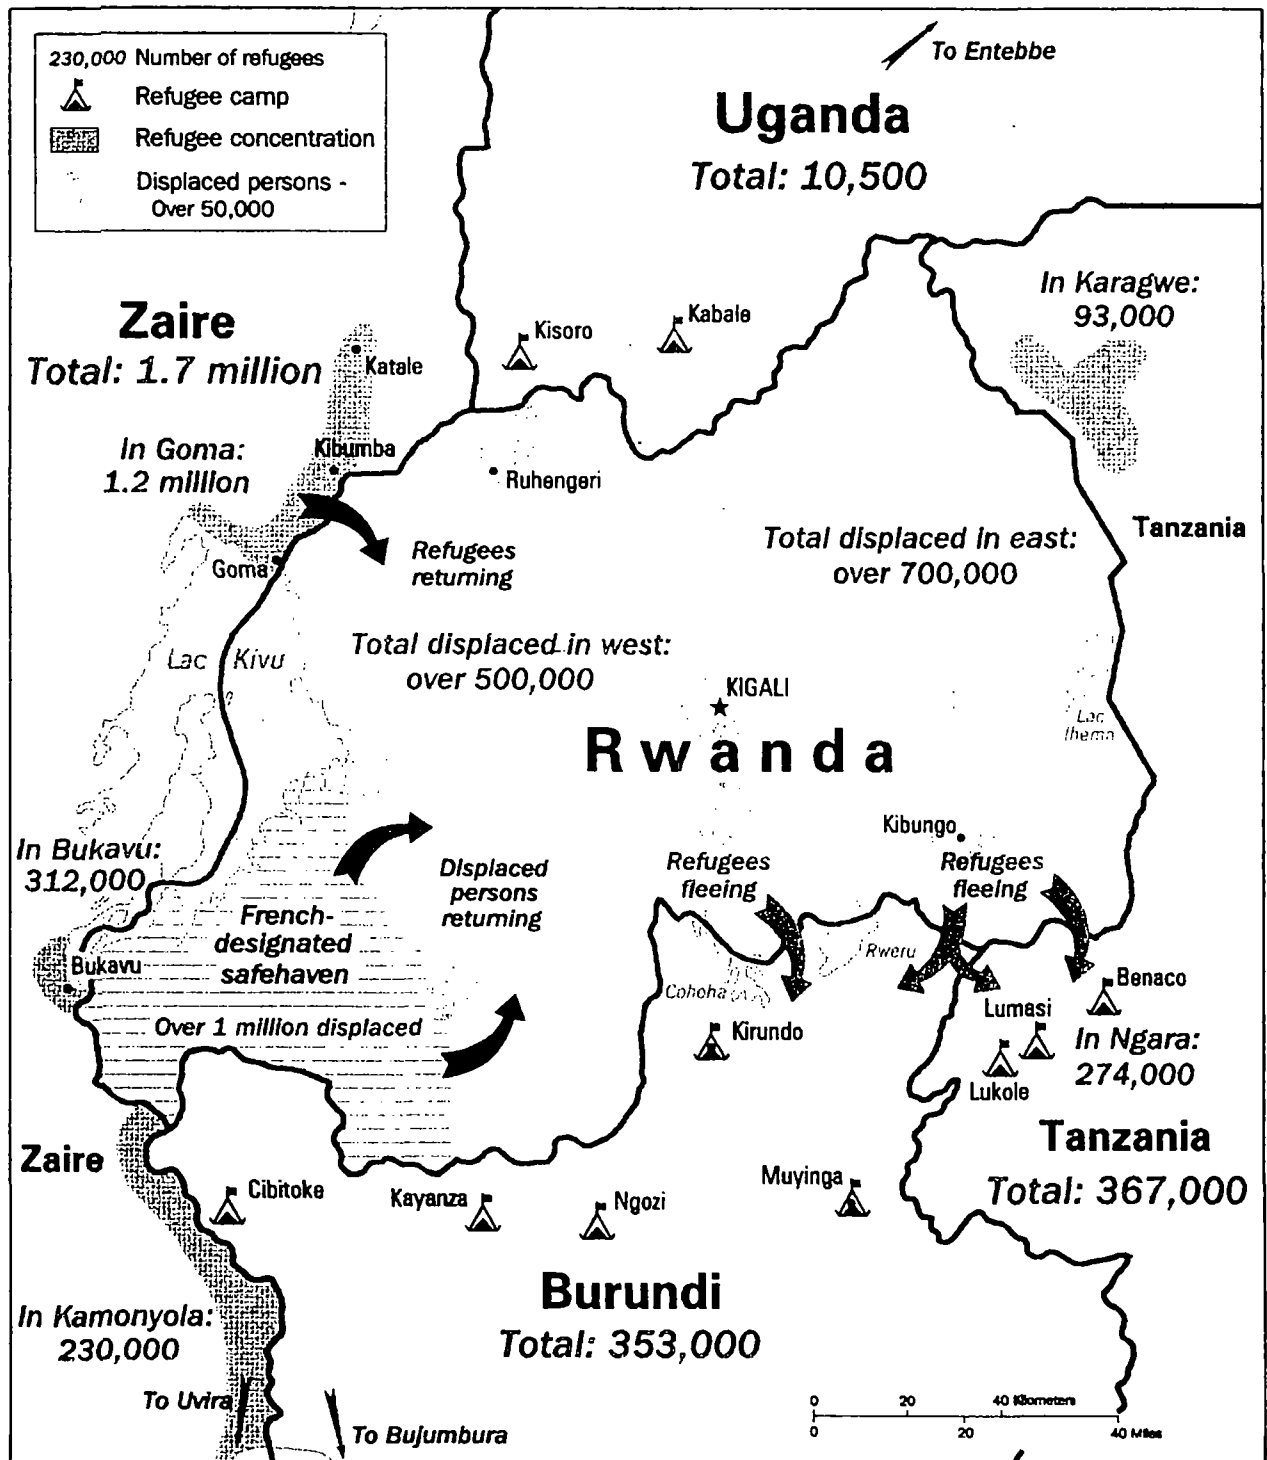 230,000 Number of refugees
Refugee camp
Refugee concentration
Displaced persons -
Over 50,000
To Entebbe
Uganda
Total: 10,500
In Karagwe:
93,000
Zaire
Total: 1.7 million
Kisoro
Kabale
Katale
In Goma:
1.2 million
Kibumba
Ruhengeri
Tanzania
Goma
Refugees
returning
Total displaced in east:
over 700,000
Lac Kivu
Total displaced in west:
over 500,000
KIGALI
Lac
Ihema
Rwanda
Kibungo
In Bukavu:
312,000
Displaced
persons
returning
Refugees
fleeing
Refugees
fleeing
French-
designated
safehaven
Bukavu
Rweru
Cohoha
Over 1 million displaced
Kirundo
Benaco
Lumasi
Lukole
In Ngara:
274,000
Zaire
Tanzania
Total: 367,000
Cibitoke
Kayanza
Ngozi
Muyinga
Burundi
Total: 353,000
In Kamonyola:
230,000
To Uvira
To Bujumbura
0 20 40 Kilometers
0 20 40 Miles